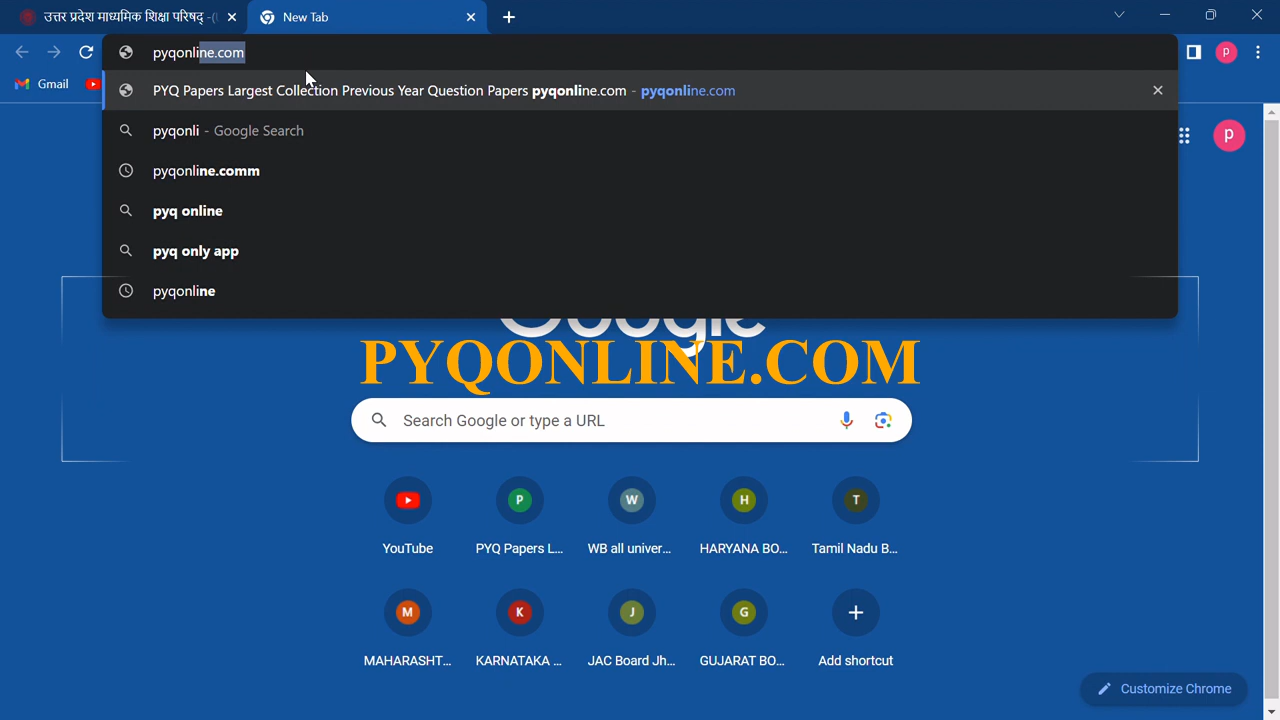 उत्तर प्रदेश माध्यमिक शिक्षा परिषद् -(
New Tab
pyqonline.com
Gmail
PYQ Papers Largest Collection Previous Year Question Papers pyqonline.com - pyqonline.com
pyqonli - Google Search
P
pyqonline.comm
pyq online
pyq only app
pyqonline
Google
PYQONLINE.COM
Search Google or type a URL
P W H T
YouTube PYQ Papers L... WB all univer... HARYANA BO... Tamil Nadu B...
M K J G
MAHARASHT... KARNATAKA ... JAC Board Jh... GUJARAT BO... Add shortcut
Customize Chrome